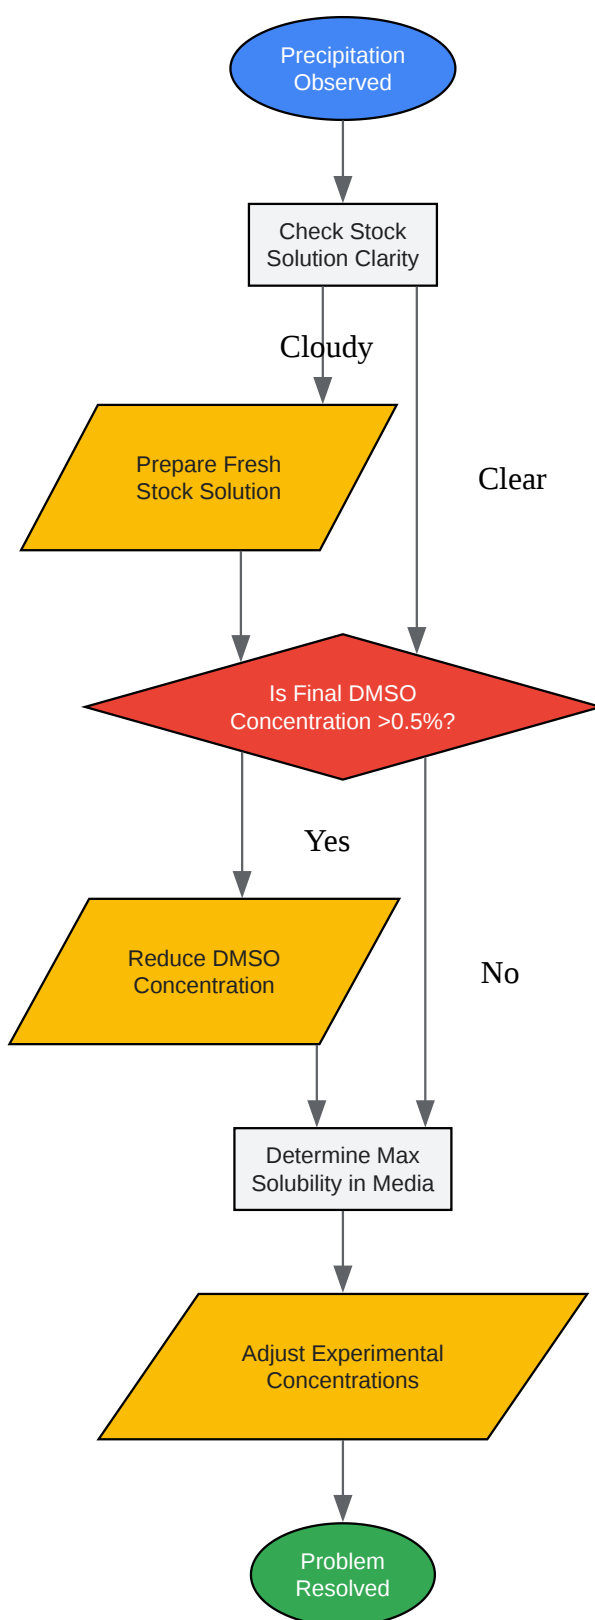 Precipitation
Observed
Check Stock
Solution Clarity
Cloudy
Prepare Fresh
Stock Solution
Clear
Is Final DMSO
Concentration >0.5%?
Yes
Reduce DMSO
Concentration
No
Determine Max
Solubility in Media
Adjust Experimental
Concentrations
Problem
Resolved